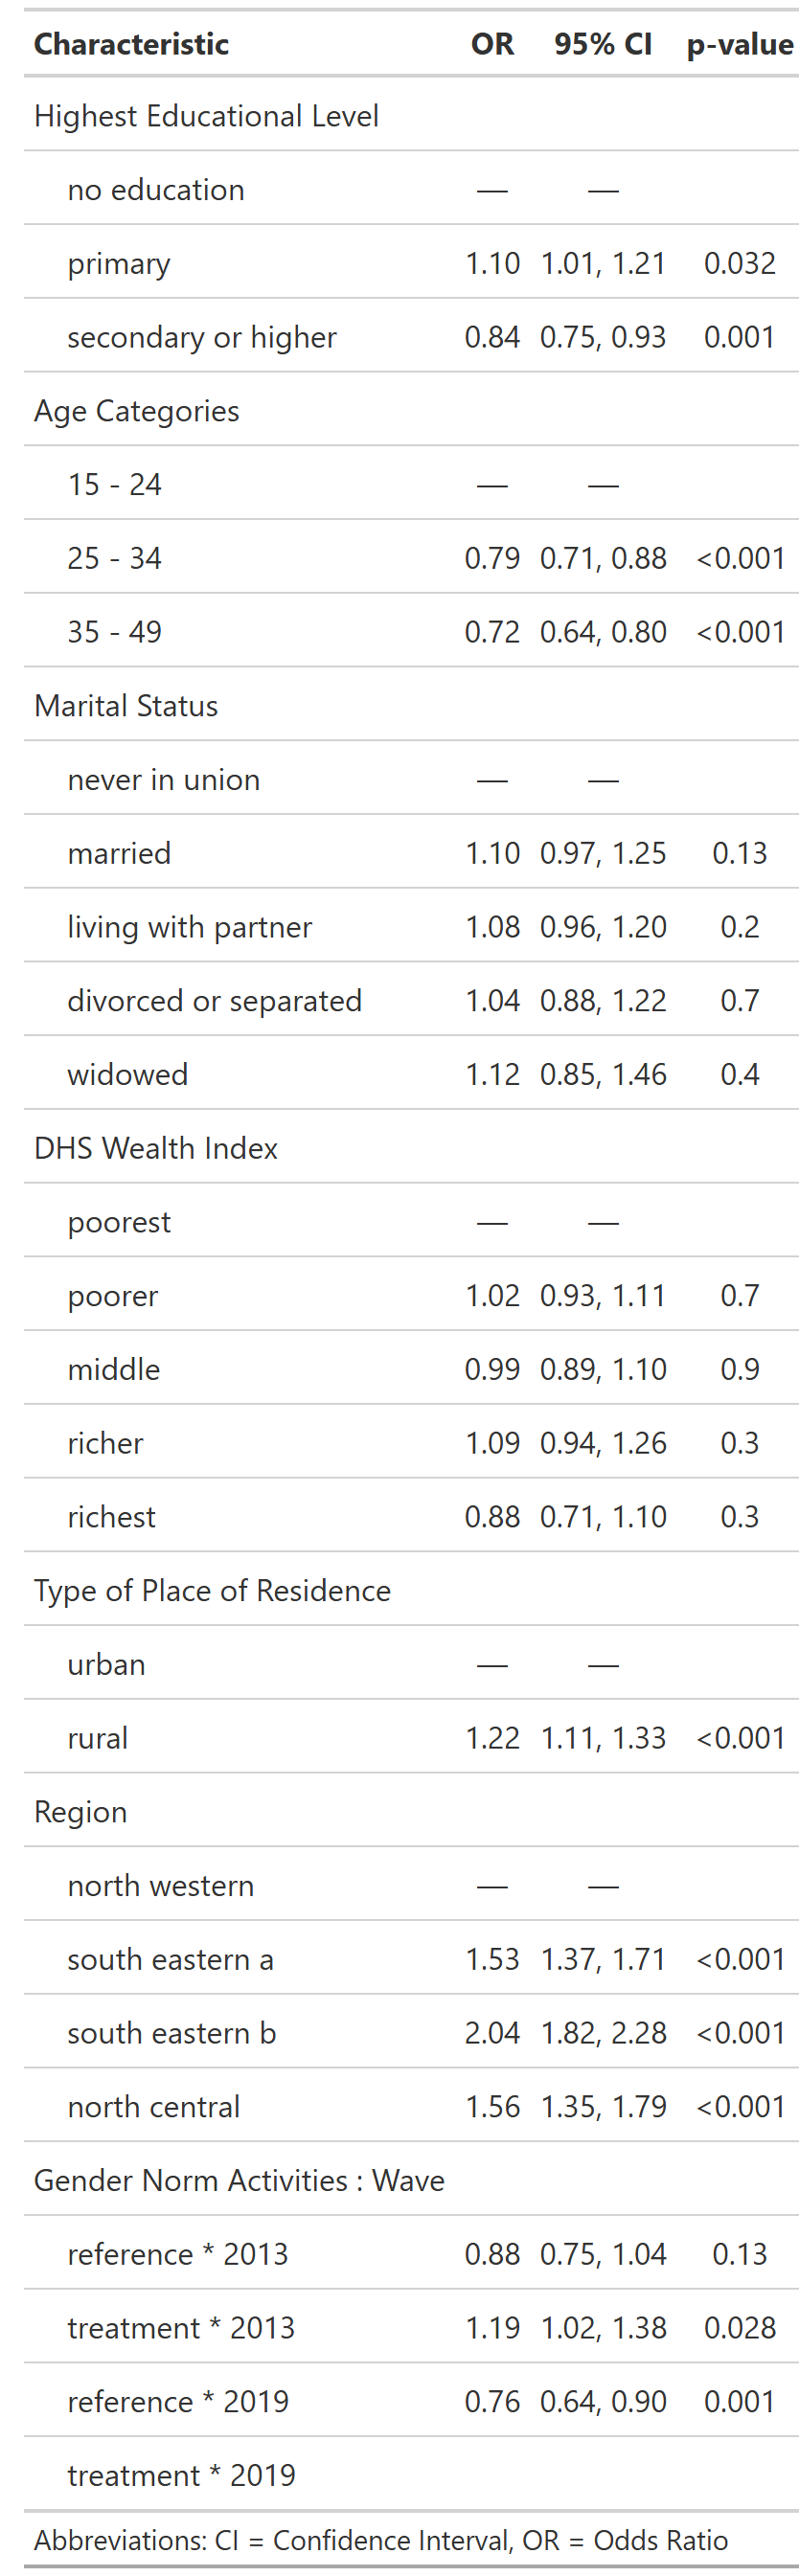 Characteristic OR 95% CI p-value
Highest Educational Level
no education — —
primary 1.10 1.01, 1.21 0.032
secondary or higher 0.84 0.75, 0.93 0.001
Age Categories
15 - 24 — —
25 - 34 0.79 0.71, 0.88 <0.001
35 - 49 0.72 0.64, 0.80 <0.001
Marital Status
never in union — —
married 1.10 0.97, 1.25 0.13
living with partner 1.08 0.96, 1.20 0.2
divorced or separated 1.04 0.88, 1.22 0.7
widowed 1.12 0.85, 1.46 0.4
DHS Wealth Index
poorest — —
poorer 1.02 0.93, 1.11 0.7
middle 0.99 0.89, 1.10 0.9
richer 1.09 0.94, 1.26 0.3
richest 0.88 0.71, 1.10 0.3
Type of Place of Residence
urban — —
rural 1.22 1.11, 1.33 <0.001
Region
north western — —
south eastern a 1.53 1.37, 1.71 <0.001
south eastern b 2.04 1.82, 2.28 <0.001
north central 1.56 1.35, 1.79 <0.001
Gender Norm Activities : Wave
reference * 2013 0.88 0.75, 1.04 0.13
treatment * 2013 1.19 1.02, 1.38 0.028
reference * 2019 0.76 0.64, 0.90 0.001
treatment * 2019
Abbreviations: CI = Confidence Interval, OR = Odds Ratio